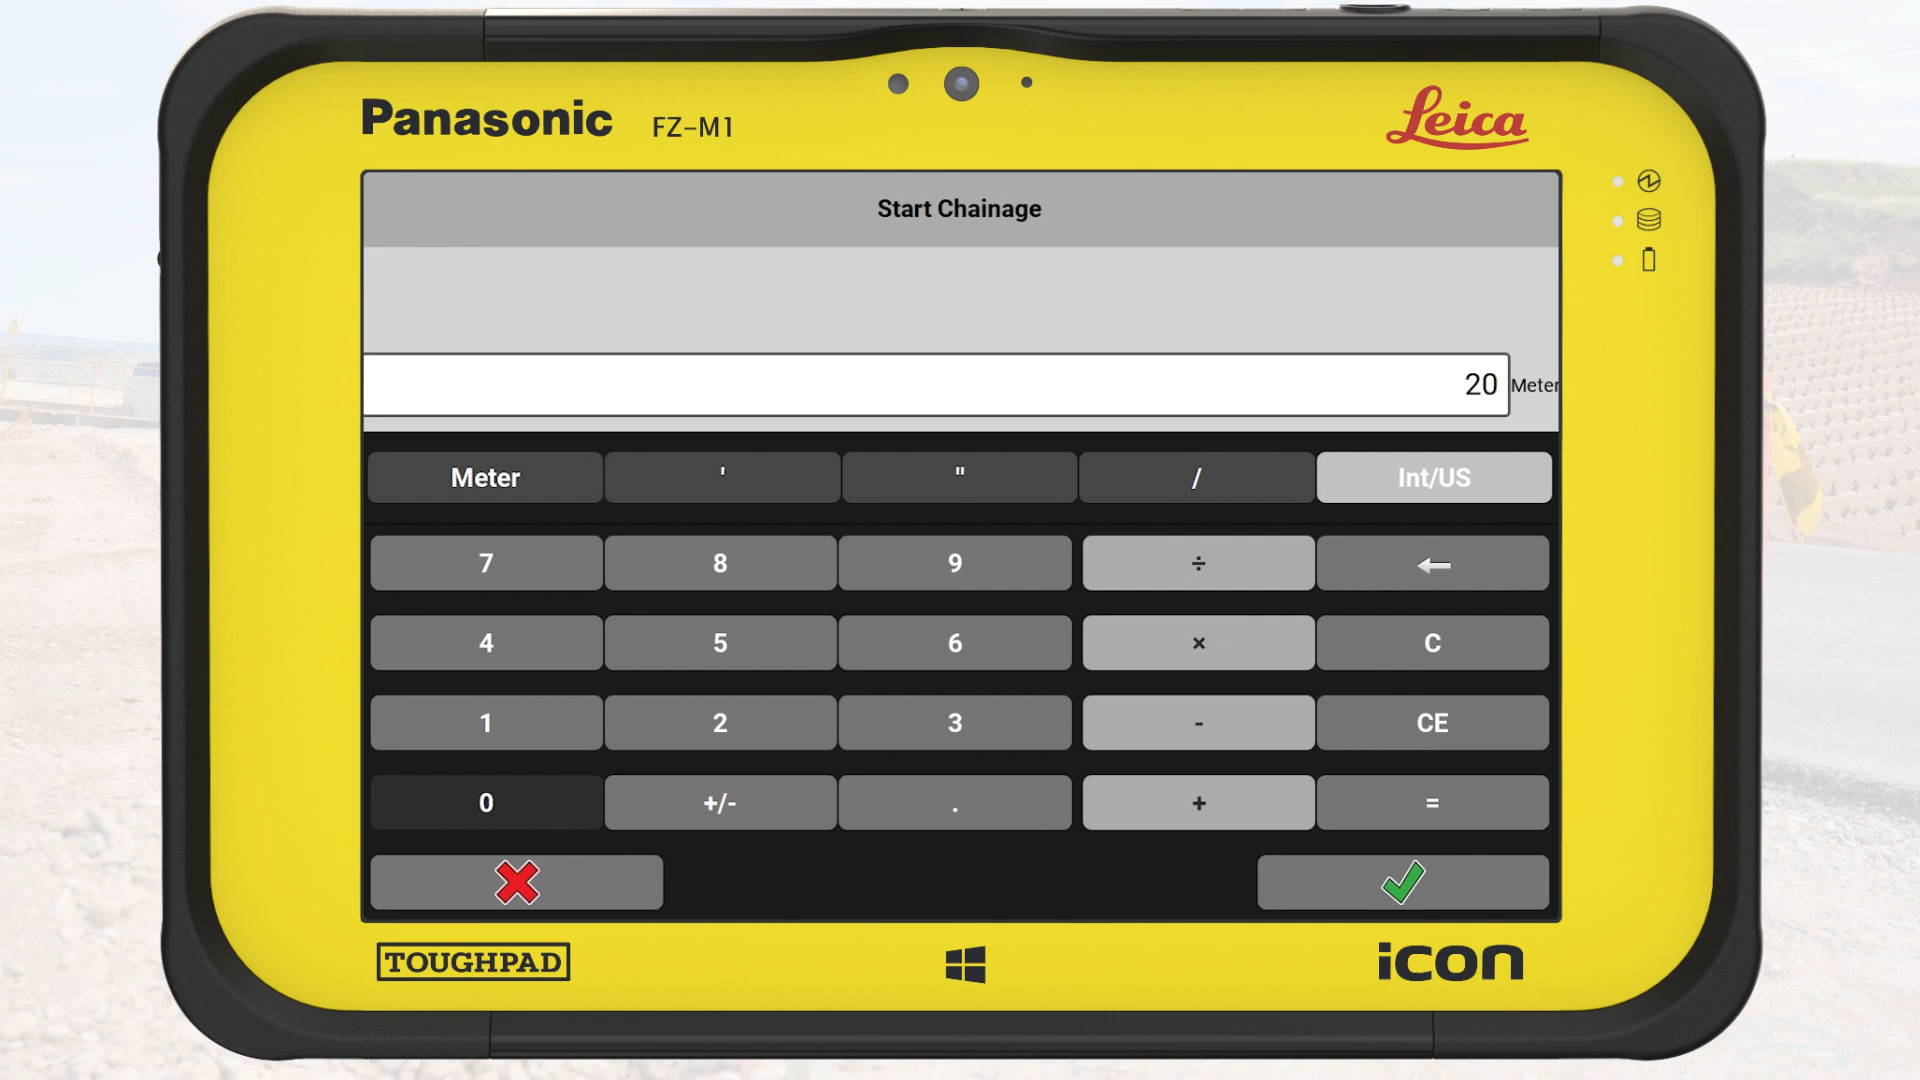 Panasonic FZ-M1 Leica
Start Chainage
20 Meter
Meter ' " / Int/US
7 8 9 ÷
4 5 6 × C
1 2 3 - CE
0 +/- . + =
TOUGHPAD icon